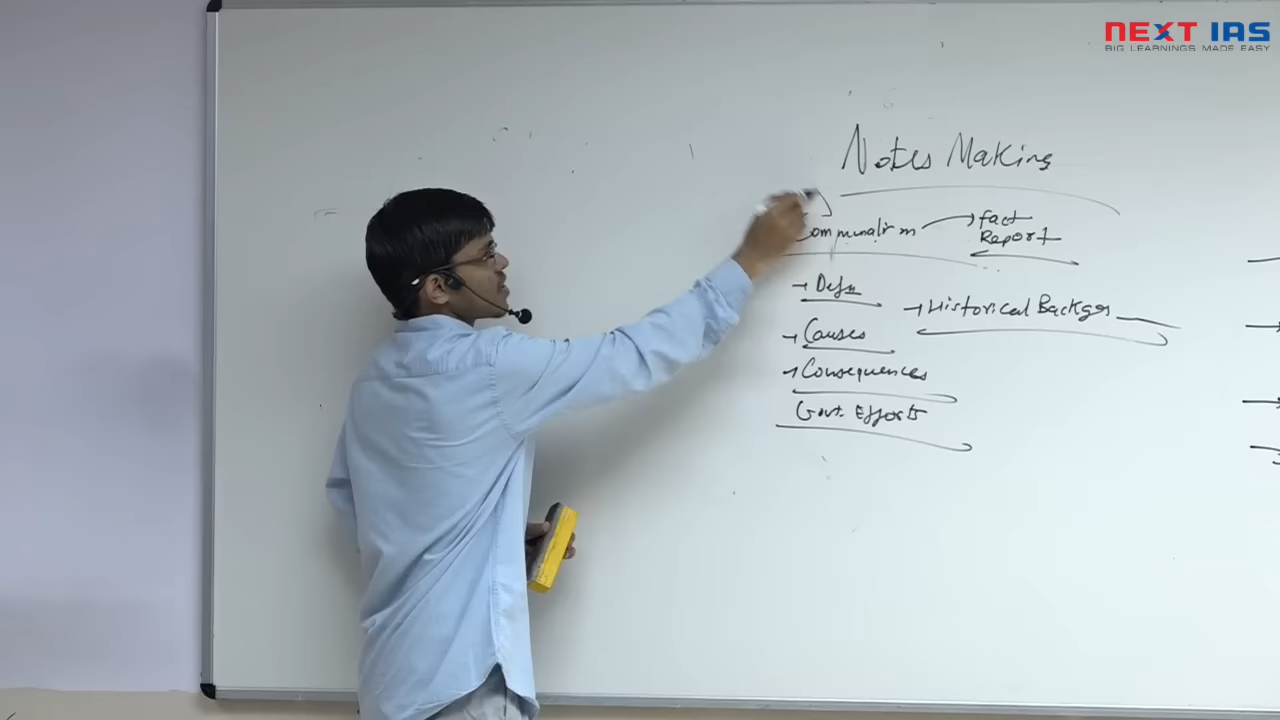 NEXT IAS
BIG LEARNINGS MADE EASY
Notes Making
Communalism → fact
Report
→ Defn
→ Historical Backgr
→ Causes
→ Consequences
Govt. Efforts